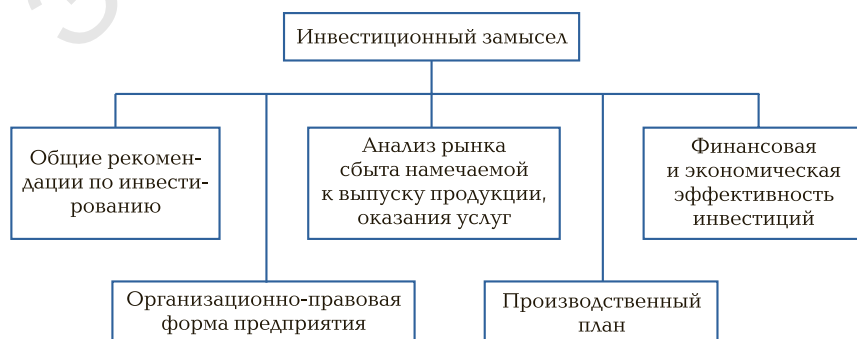 Инвестиционный замысел
Общие рекомен-
дации по инвести-
рованию
Анализ рынка
сбыта намечаемой
к выпуску продукции,
оказания услуг
Финансовая
и экономическая
эффективность
инвестиций
Организационно-правовая
форма предприятия
Производственный
план